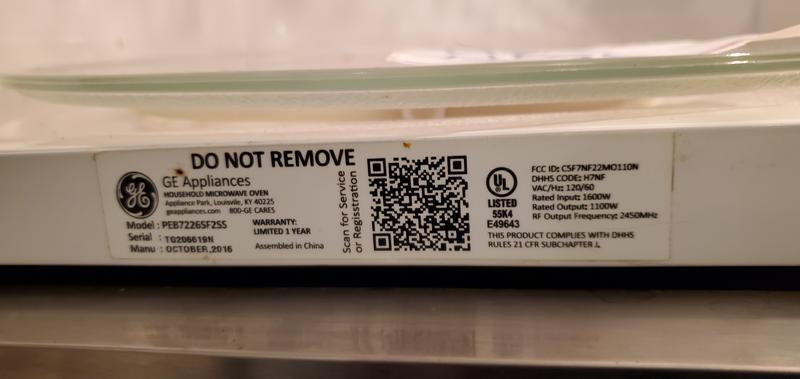 DO NOT REMOVE
GE Appliances
HOUSEHOLD MICROWAVE OVEN
Appliance Park, Louisvile, KY 40225
geappliances.com 800-GE CARES
Model : PEB7226SF2SS
Serial : TG206619N
Manu : OCTOBER,2016
WARRANTY:
LIMITED 1 YEAR
Assembled in China
Scan for Service
or Regisstration
UL
LISTED
55K4
E49643
FCC ID: C5F7NF22MO110N
DHHS CODE: H7NF
VAC/Hz: 120/60
Rated Input: 1600W
Rated Output: 1100W
RF Output Frequency: 2450MHz
THIS PRODUCT COMPLIES WITH DHHS
RULES 21 CFR SUBCHAPTER J.